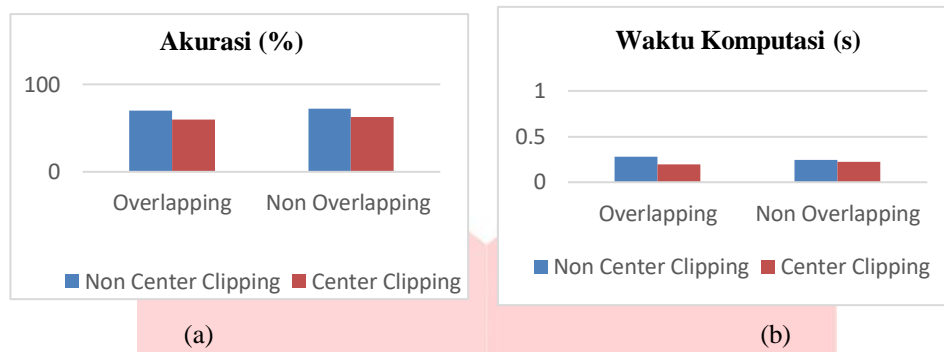 Akurasi (%)
100
0
Overlapping Non Overlapping
Non Center Clipping Center Clipping
(a)
Waktu Komputasi (s)
1
0.5
0
Overlapping Non Overlapping
Non Center Clipping Center Clipping
(b)